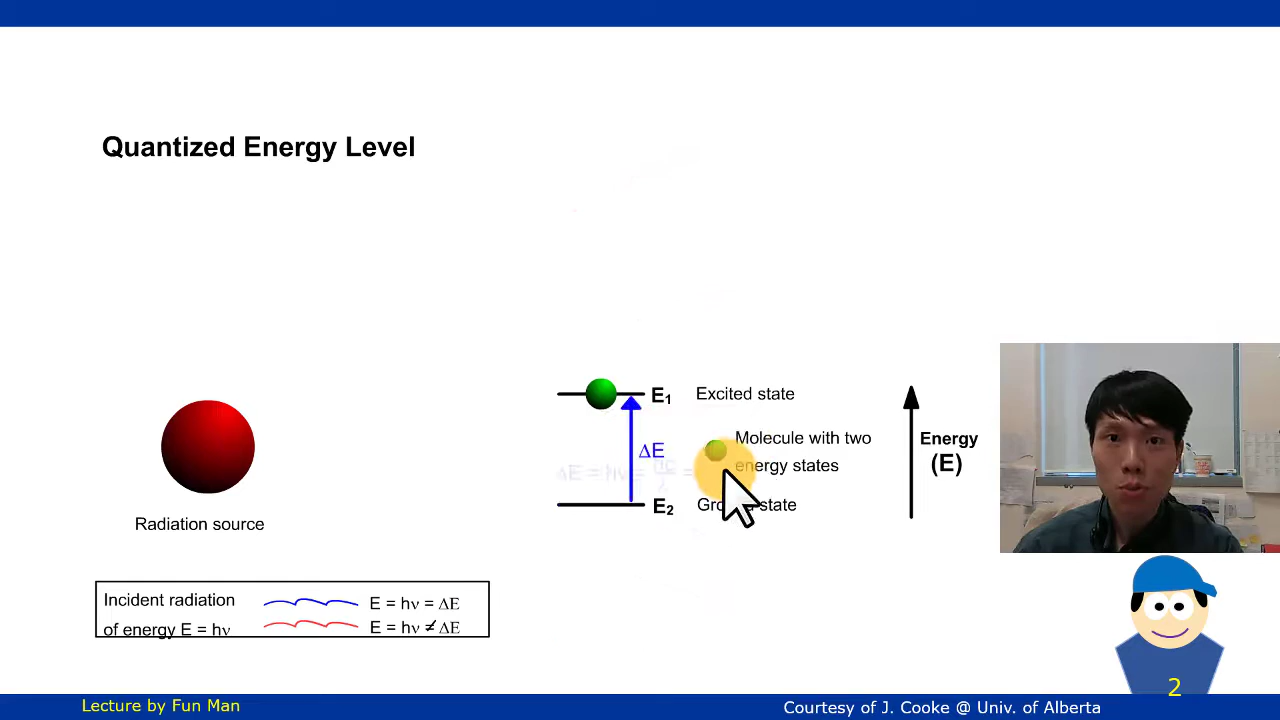 Quantized Energy Level
E₁ Excited state
ΔE
Molecule with two
energy states
E₂ Ground state
Energy
(E)
Radiation source
Incident radiation
of energy E = hν
E = hν = ΔE
E = hν ≠ ΔE
2
Lecture by Fun Man
Courtesy of J. Cooke @ Univ. of Alberta